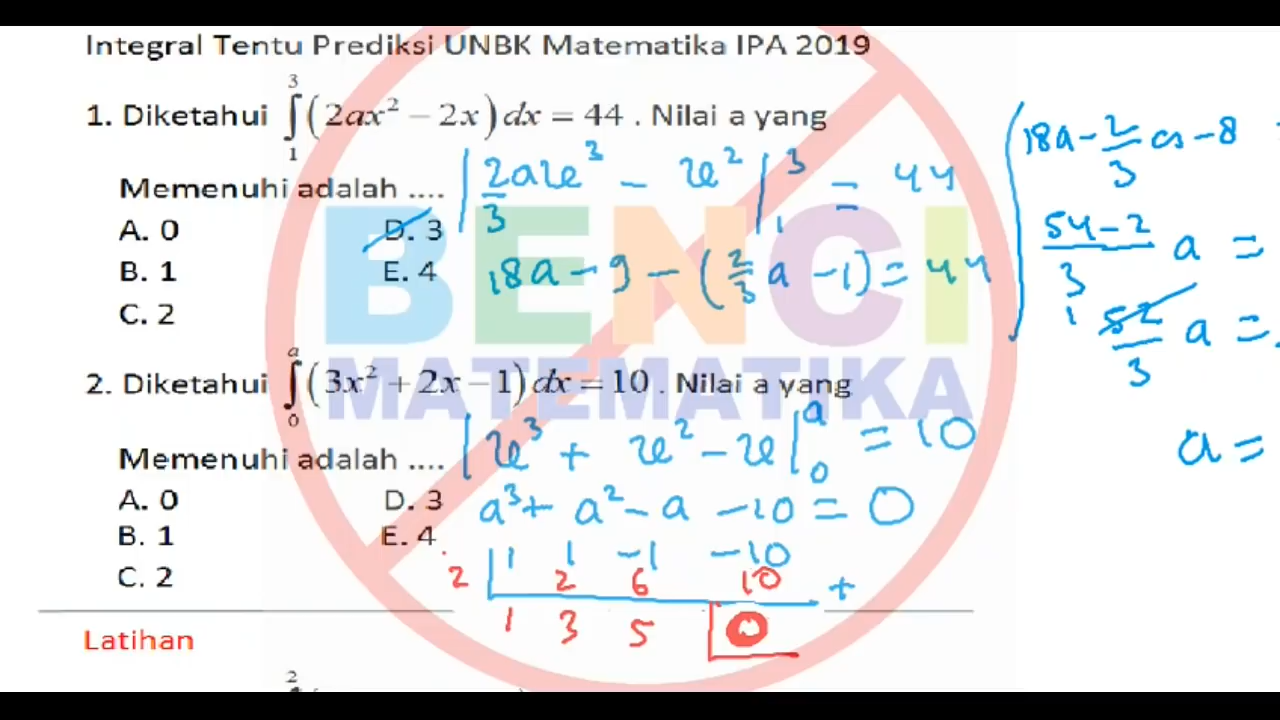 Integral Tentu Prediksi UNBK Matematika IPA 2019
1. Diketahui ∫₁³ (2ax² − 2x) dx = 44 . Nilai a yang
Memenuhi adalah ....
A. 0 D. 3
B. 1 E. 4
C. 2
| 2/3 ax³ − x² |₁³ = 44
18a − 9 − (2/3 a − 1) = 44
18a − 2/3 a − 8
(54 − 2)/3 a =
52/3 a =
1
a =
BENCI
MATEMATIKA
2. Diketahui ∫₀ᵃ (3x² + 2x − 1) dx = 10 . Nilai a yang
Memenuhi adalah ....
A. 0 D. 3
B. 1 E. 4
C. 2
| x³ + x² − x |₀ᵃ = 10
a³ + a² − a − 10 = 0
1 1 −1 −10
2 2 6 10 +
1 3 5 0
Latihan
2